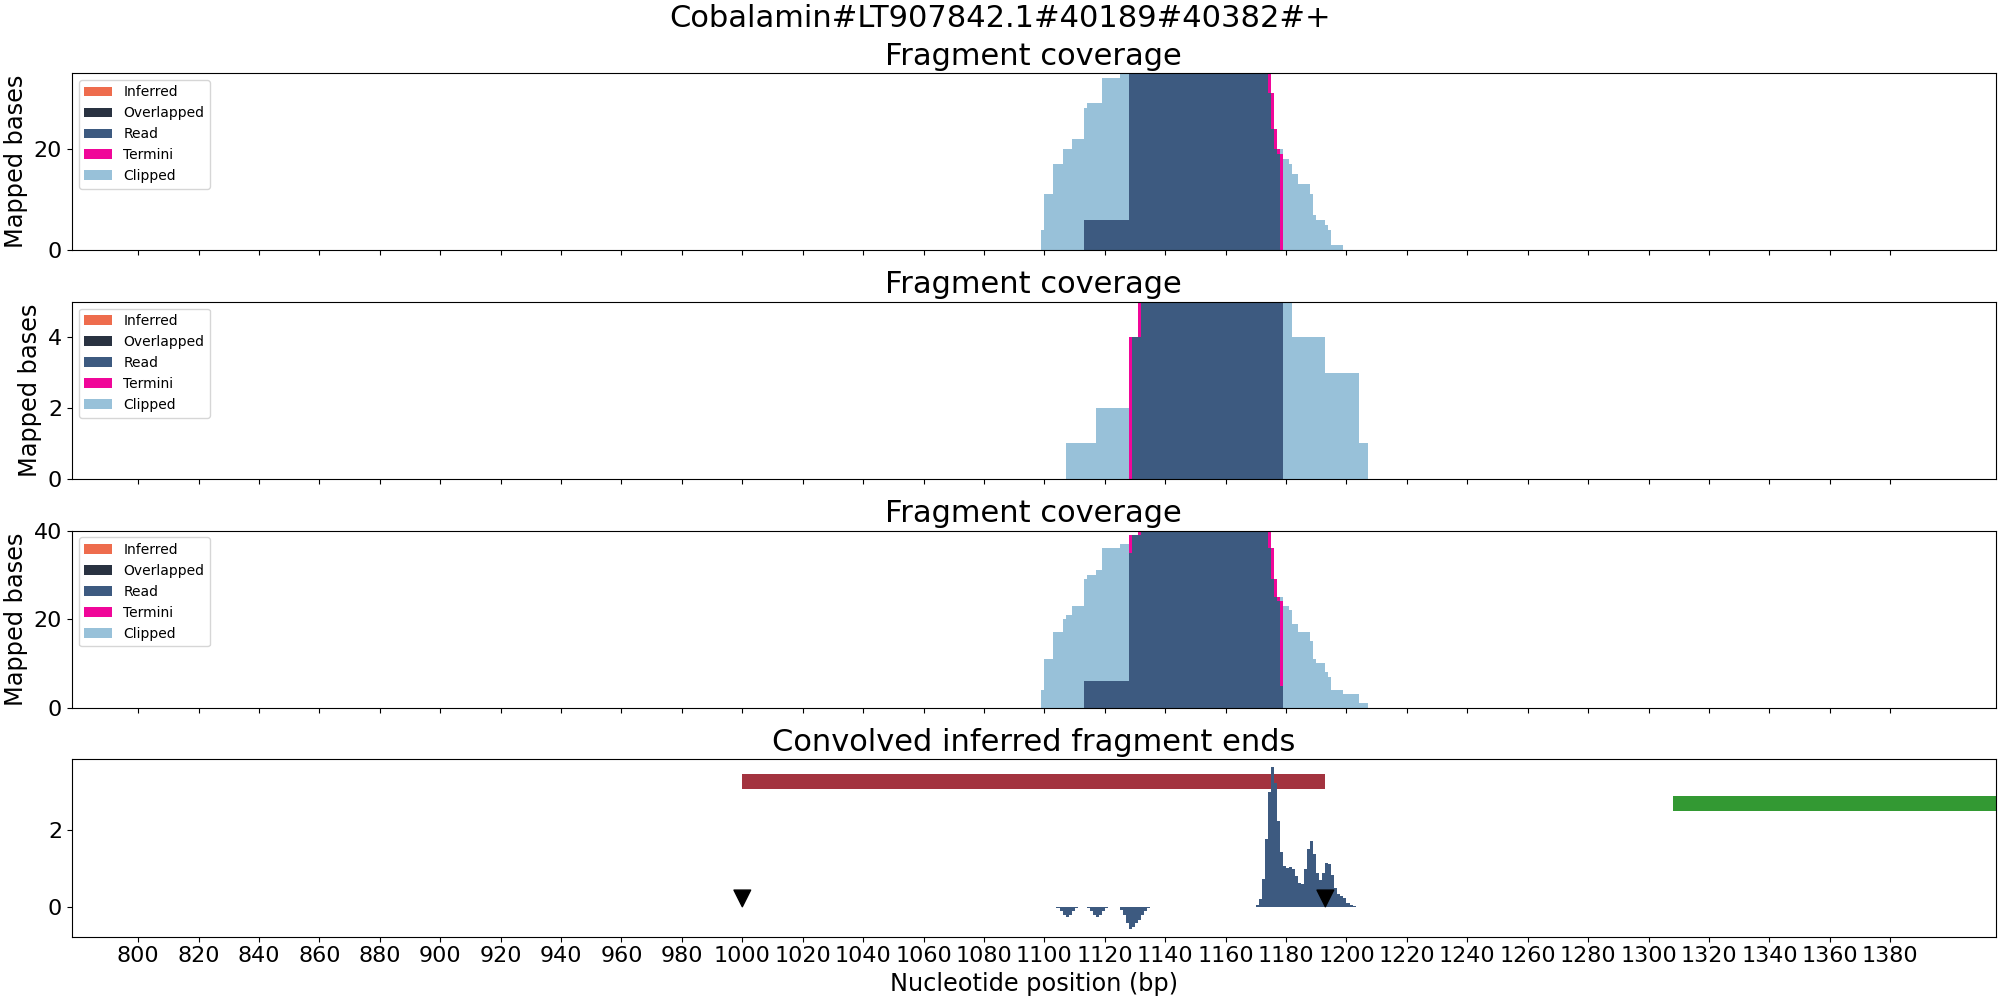 Cobalamin#LT907842.1#40189#40382#+
Fragment coverage
Mapped bases
20
0
Inferred
Overlapped
Read
Termini
Clipped
Fragment coverage
Mapped bases
4
2
0
Inferred
Overlapped
Read
Termini
Clipped
Fragment coverage
Mapped bases
40
20
0
Inferred
Overlapped
Read
Termini
Clipped
Convolved inferred fragment ends
2
0
800 820 840 860 880 900 920 940 960 980 1000 1020 1040 1060 1080 1100 1120 1140 1160 1180 1200 1220 1240 1260 1280 1300 1320 1340 1360 1380
Nucleotide position (bp)